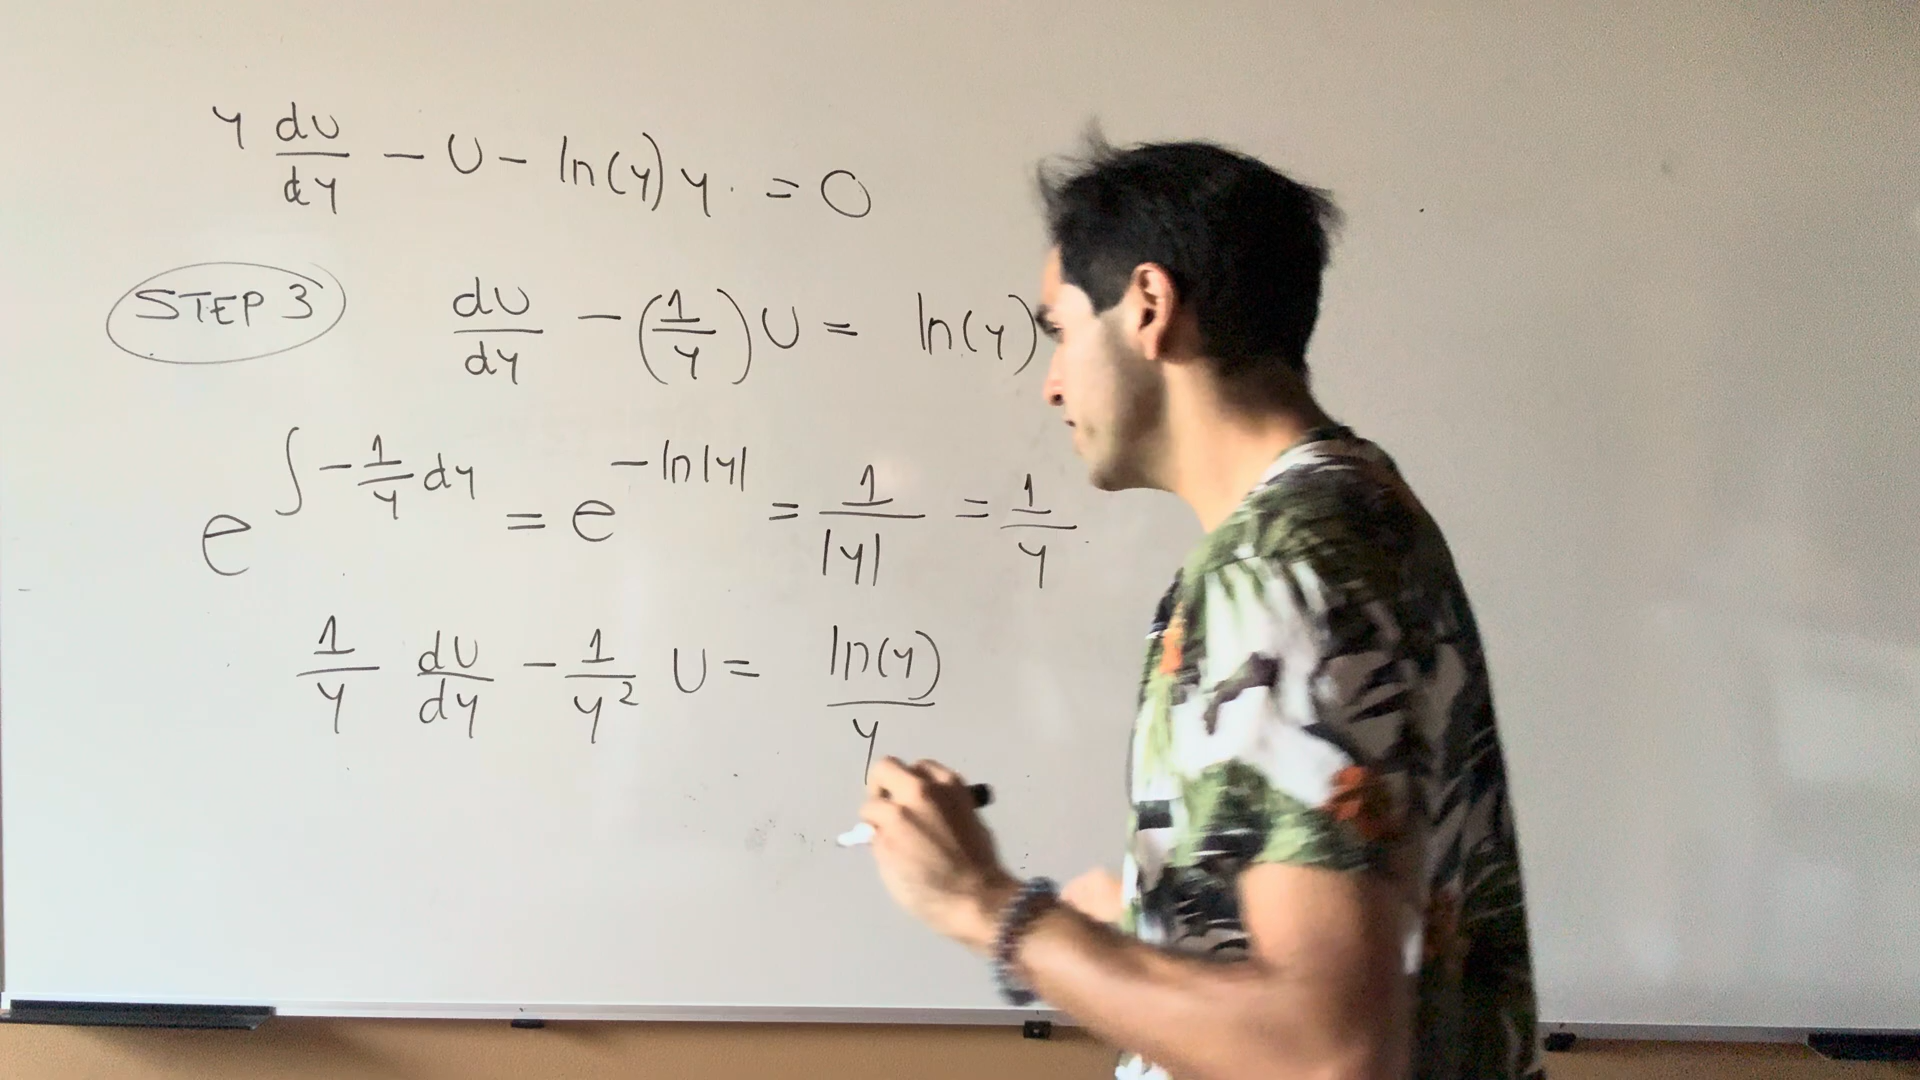 y du/dy - U - ln(y) y = 0
STEP 3 du/dy - (1/y) U = ln(y)
e^∫ -1/y dy = e^-ln|y| = 1/|y| = 1/y
1/y du/dy - 1/y² U = ln(y)/y